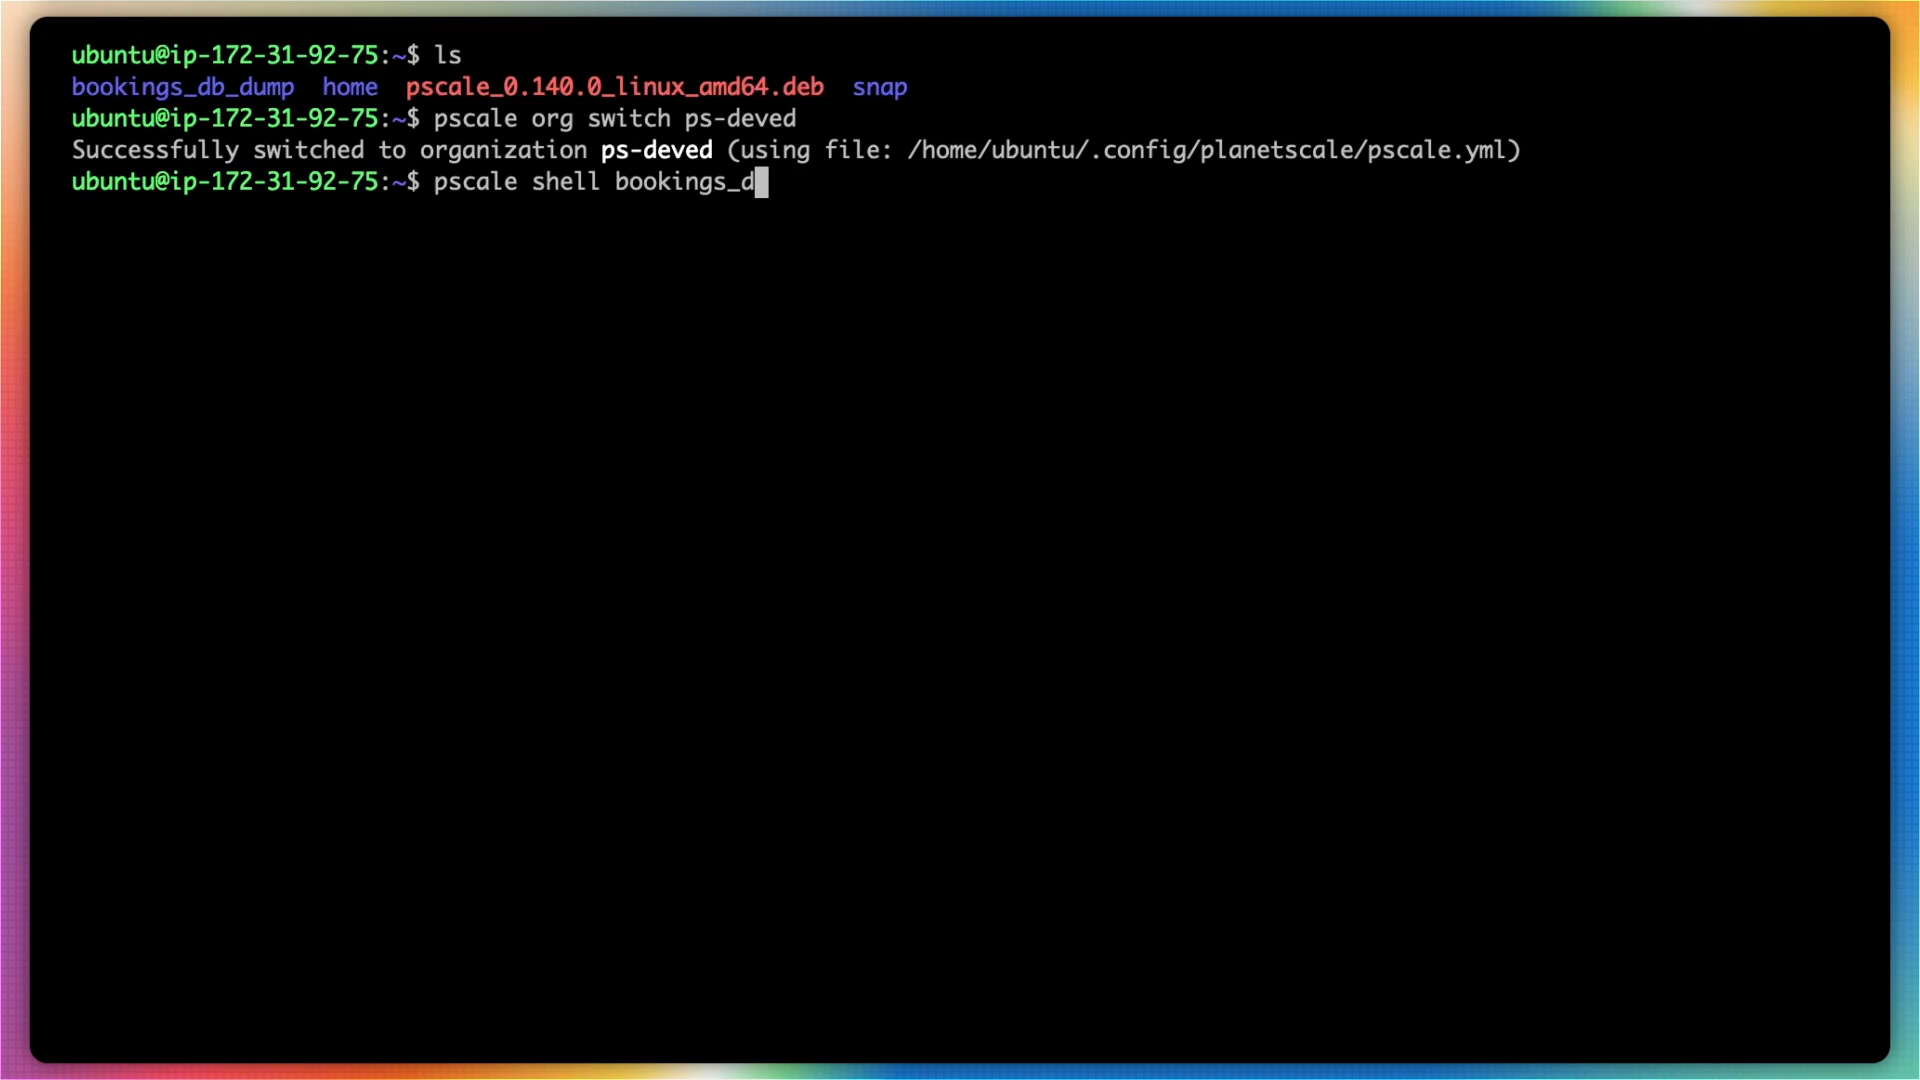 ubuntu@ip-172-31-92-75:~$ ls
bookings_db_dump  home  pscale_0.140.0_linux_amd64.deb  snap
ubuntu@ip-172-31-92-75:~$ pscale org switch ps-deved
Successfully switched to organization ps-deved (using file: /home/ubuntu/.config/planetscale/pscale.yml)
ubuntu@ip-172-31-92-75:~$ pscale shell bookings_d